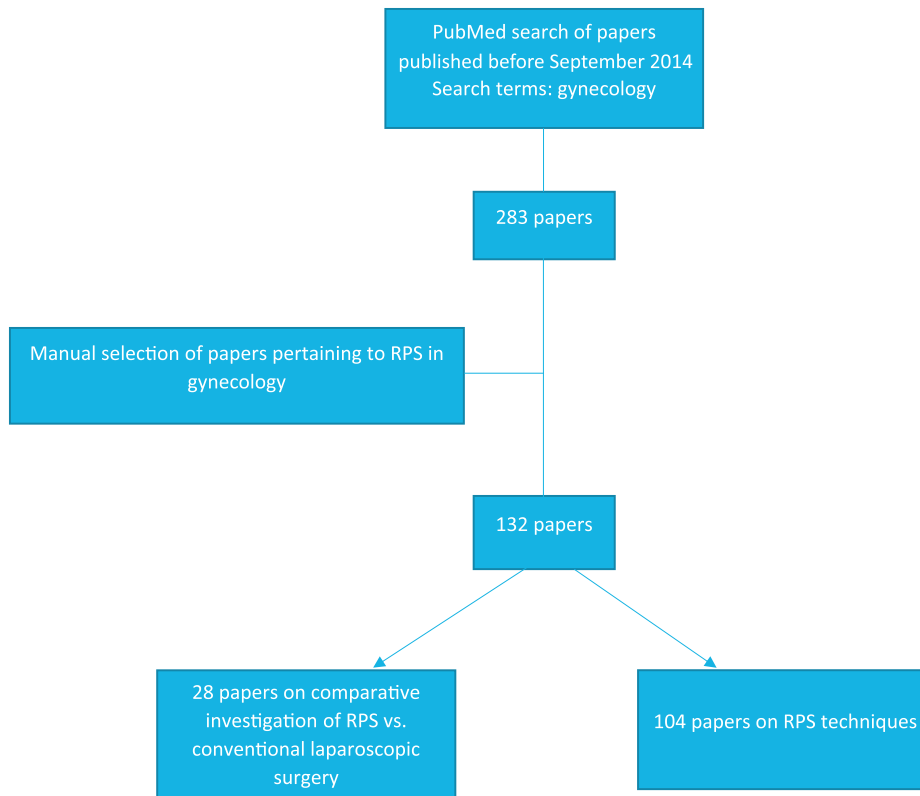 PubMed search of papers
published before September 2014
Search terms: gynecology
283 papers
Manual selection of papers pertaining to RPS in
gynecology
132 papers
28 papers on comparative
investigation of RPS vs.
conventional laparoscopic
surgery
104 papers on RPS techniques